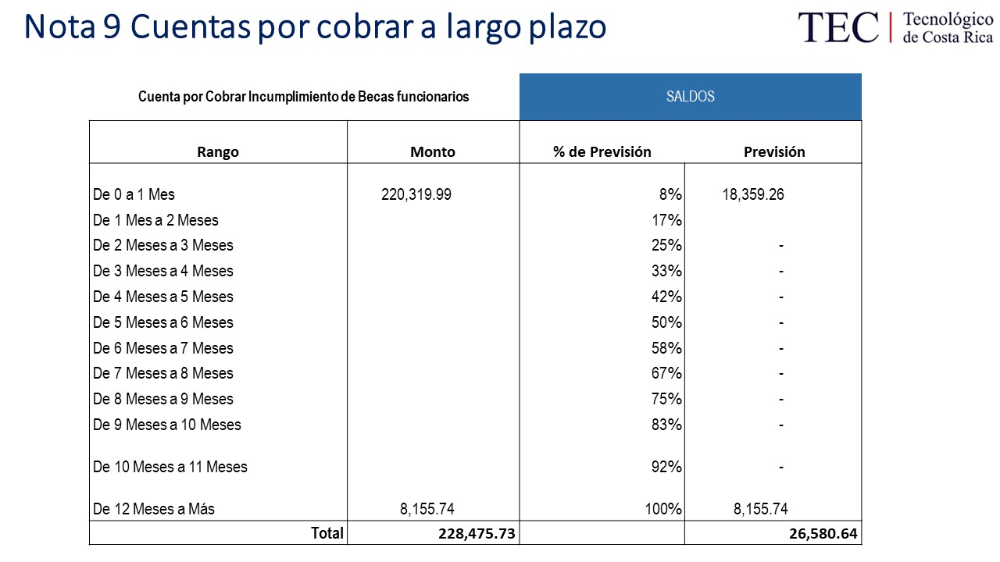 Nota 9 Cuentas por cobrar a largo plazo
TEC | Tecnológico
de Costa Rica
Cuenta por Cobrar Incumplimiento de Becas funcionarios SALDOS
Rango Monto % de Previsión Previsión
De 0 a 1 Mes 220,319.99 8% 18,359.26
De 1 Mes a 2 Meses 17%
De 2 Meses a 3 Meses 25% -
De 3 Meses a 4 Meses 33% -
De 4 Meses a 5 Meses 42% -
De 5 Meses a 6 Meses 50% -
De 6 Meses a 7 Meses 58% -
De 7 Meses a 8 Meses 67% -
De 8 Meses a 9 Meses 75% -
De 9 Meses a 10 Meses 83% -
De 10 Meses a 11 Meses 92% -
De 12 Meses a Más 8,155.74 100% 8,155.74
Total 228,475.73 26,580.64